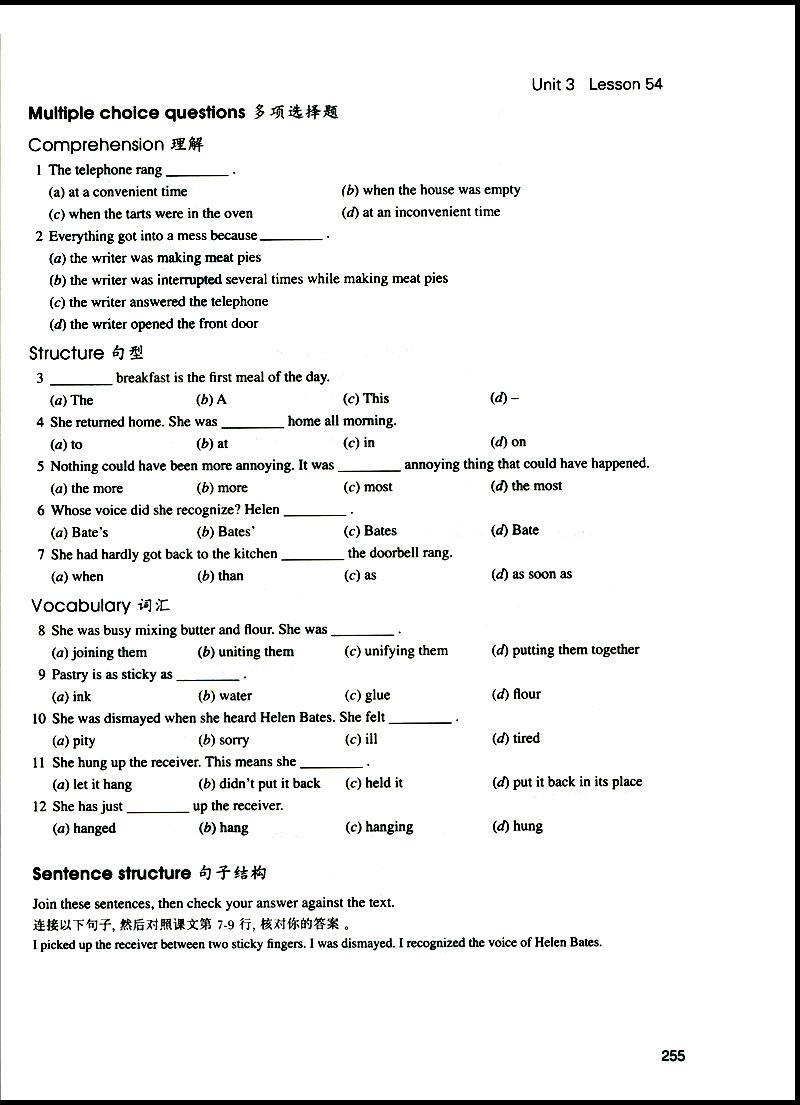 Unit 3 Lesson 54
Multiple choice questions 多项选择题
Comprehension 理解
1 The telephone rang ________ .
(a) at a convenient time (b) when the house was empty
(c) when the tarts were in the oven (d) at an inconvenient time
2 Everything got into a mess because ________ .
(a) the writer was making meat pies
(b) the writer was interrupted several times while making meat pies
(c) the writer answered the telephone
(d) the writer opened the front door
Structure 句型
3 ________ breakfast is the first meal of the day.
(a) The (b) A (c) This (d) –
4 She returned home. She was ________ home all morning.
(a) to (b) at (c) in (d) on
5 Nothing could have been more annoying. It was ________ annoying thing that could have happened.
(a) the more (b) more (c) most (d) the most
6 Whose voice did she recognize? Helen ________ .
(a) Bate's (b) Bates' (c) Bates (d) Bate
7 She had hardly got back to the kitchen ________ the doorbell rang.
(a) when (b) than (c) as (d) as soon as
Vocabulary 词汇
8 She was busy mixing butter and flour. She was ________ .
(a) joining them (b) uniting them (c) unifying them (d) putting them together
9 Pastry is as sticky as ________ .
(a) ink (b) water (c) glue (d) flour
10 She was dismayed when she heard Helen Bates. She felt ________ .
(a) pity (b) sorry (c) ill (d) tired
11 She hung up the receiver. This means she ________ .
(a) let it hang (b) didn't put it back (c) held it (d) put it back in its place
12 She has just ________ up the receiver.
(a) hanged (b) hang (c) hanging (d) hung
Sentence structure 句子结构
Join these sentences, then check your answer against the text.
连接以下句子, 然后对照课文第 7-9 行, 核对你的答案 。
I picked up the receiver between two sticky fingers. I was dismayed. I recognized the voice of Helen Bates.
255